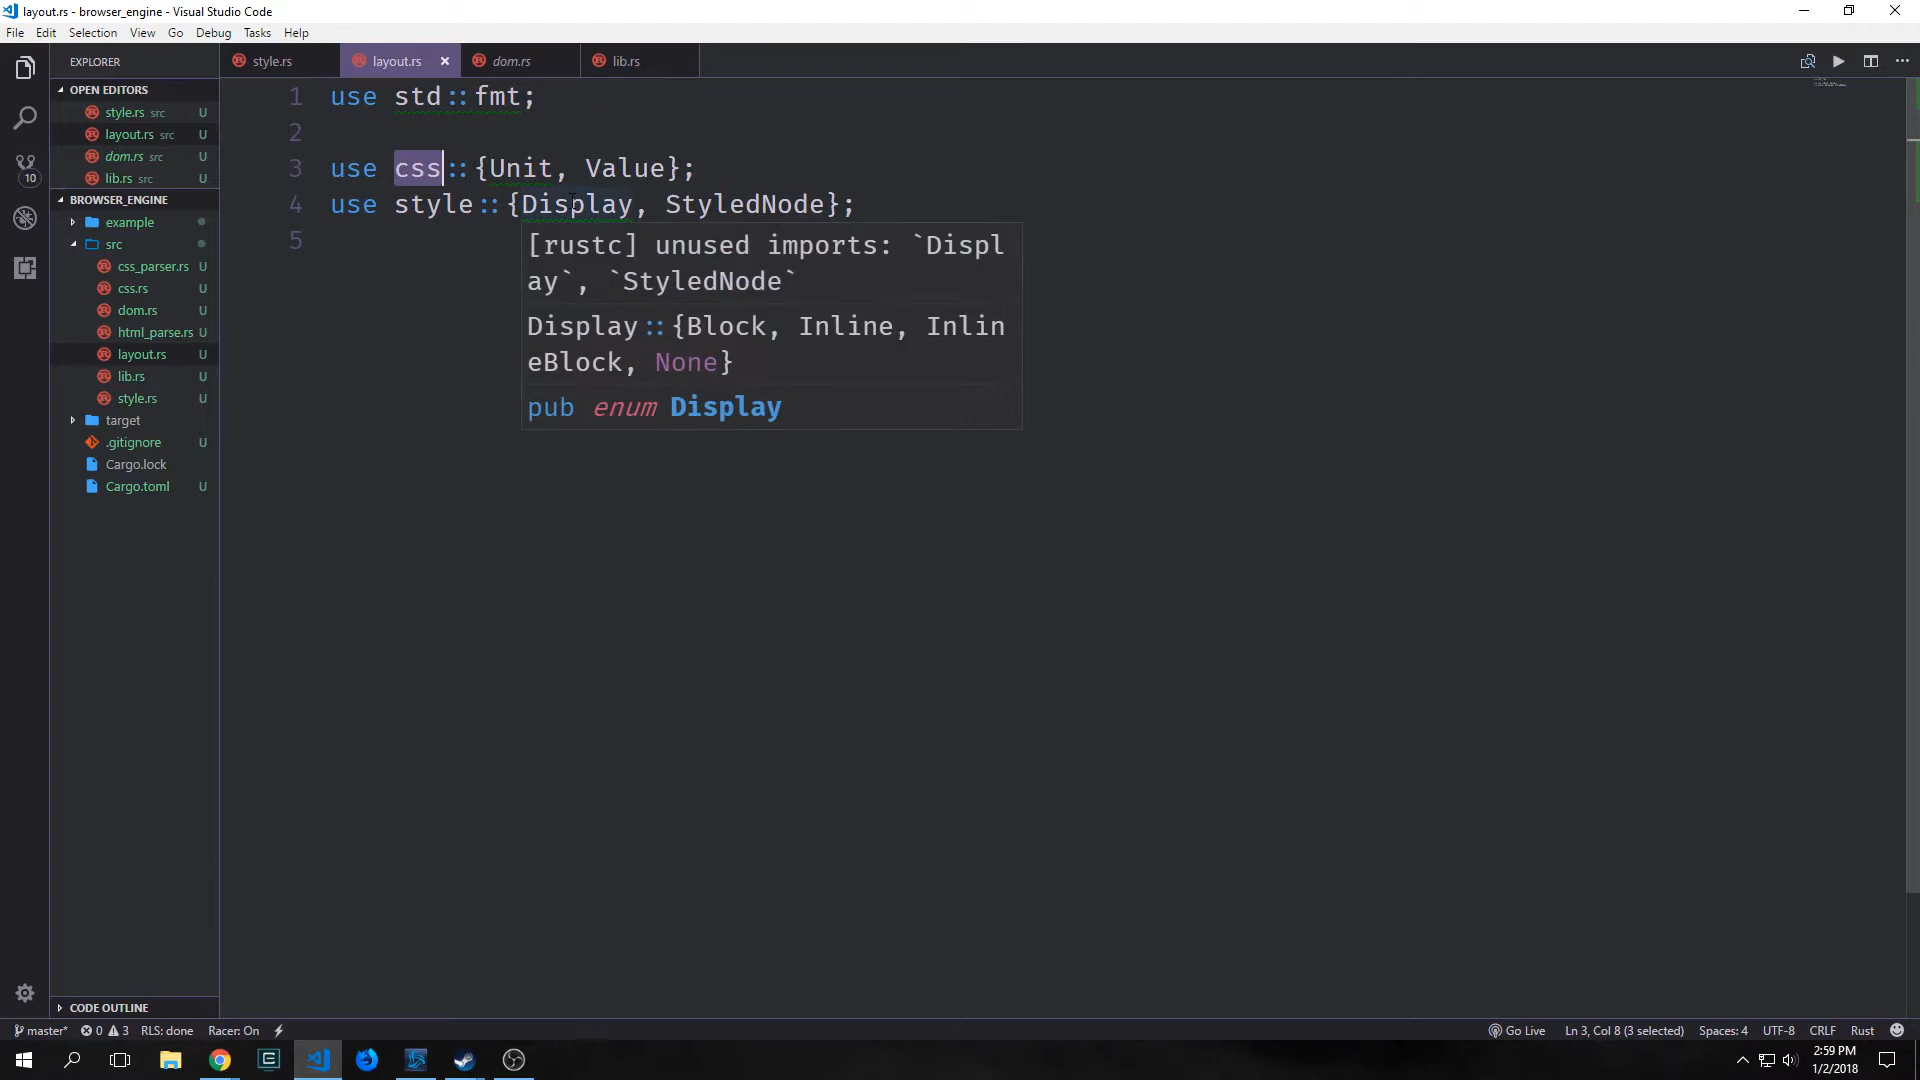 layout.rs - browser_engine - Visual Studio Code
File Edit Selection View Go Debug Tasks Help
EXPLORER
style.rs
layout.rs
dom.rs
lib.rs
OPEN EDITORS
style.rs src U
layout.rs src U
dom.rs src U
lib.rs src U
10
BROWSER_ENGINE
example
src
css_parser.rs U
css.rs U
dom.rs U
html_parse.rs U
layout.rs U
lib.rs U
style.rs U
target
.gitignore U
Cargo.lock
Cargo.toml U
CODE OUTLINE
1 use std::fmt;
2
3 use css::{Unit, Value};
4 use style::{Display, StyledNode};
5
[rustc] unused imports: `Displ
ay`, `StyledNode`
Display::{Block, Inline, Inlin
eBlock, None}
pub enum Display
master* 0 3 RLS: done Racer: On
Go Live Ln 3, Col 8 (3 selected) Spaces: 4 UTF-8 CRLF Rust
2:59 PM
1/2/2018